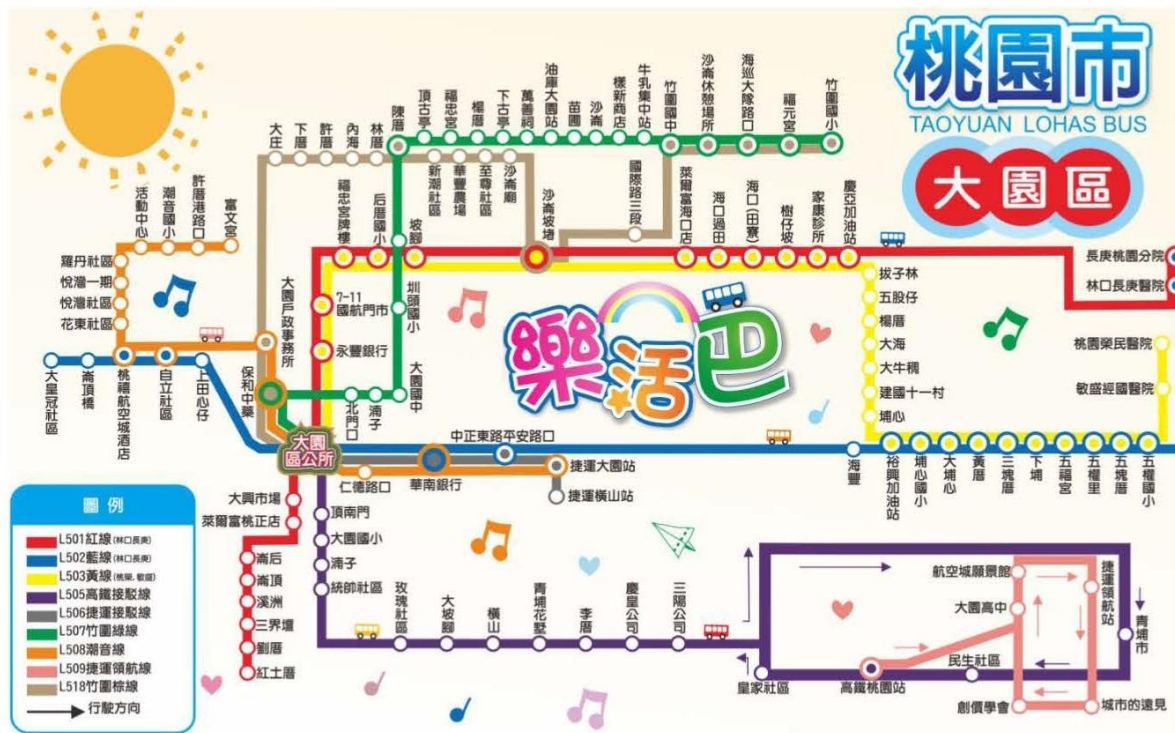 桃園市
TAOYUAN LOHAS BUS
大園區
樂活巴
竹圍國小
福元宮
海巡大隊路口
沙崙休憩場所
竹圍國中
牛乳集中站
樣新商店
沙崙
苗圃
油庫大園站
萬善祠
下古亭
楊厝
福忠宮
頂古亭
陳厝
林厝
內海
許厝
下厝
大庄
新潮社區
華豐農場
至尊社區
沙崙廟
沙崙坡堵
國際路三段
富文宮
許厝港路口
潮音國小
活動中心
羅丹社區
悅灣一期
悅灣社區
花東社區
大園戶政事務所
保和中藥
福忠宮牌樓
后厝國小
坡腳
萊爾富海口店
海口過田
海口(田寮)
樹仔坡
家康診所
慶亞加油站
長庚桃園分院
林口長庚醫院
7-11
國航門市
永豐銀行
圳頭國小
大園國中
湳子
北門口
拔子林
五股仔
楊厝
大海
大牛稠
建國十一村
埔心
桃園榮民醫院
敏盛經國醫院
大皇冠社區
崙頂橋
桃禧航空城酒店
自立社區
上田心仔
大園
區公所
仁德路口
華南銀行
中正東路平安路口
捷運大園站
捷運橫山站
海豐
裕興加油站
埔心國小
大埔心
黃厝
三塊厝
下埔
五福宮
五權里
五塊厝
五權國小
大興市場
萊爾富桃正店
崙后
崙頂
溪洲
三界壇
劉厝
紅土厝
頂南門
大園國小
湳子
統帥社區
玫瑰社區
大坡腳
橫山
青埔花墅
李厝
慶皇公司
三陽公司
皇家社區
高鐵桃園站
民生社區
青埔市
航空城願景館
大園高中
捷運領航站
創價學會
城市的遠見
圖例
L501紅線(林口長庚)
L502藍線(林口長庚)
L503黃線(桃榮.敏盛)
L505高鐵接駁線
L506捷運接駁線
L507竹圍綠線
L508潮音線
L509捷運領航線
L518竹圍棕線
行駛方向